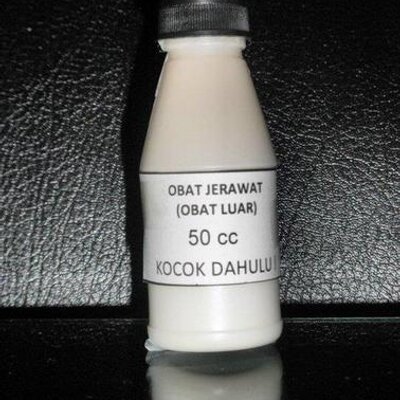 OBAT JERAWAT
(OBAT LUAR)
50 cc
KOCOK DAHULU !